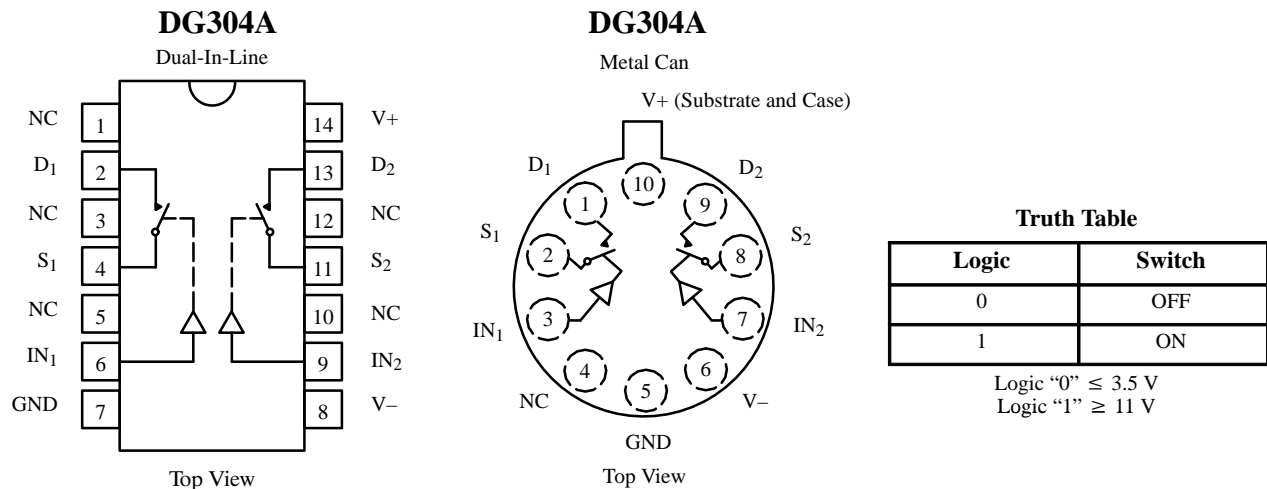 DG304A
Dual-In-Line
NC 1 14 V+
D1 2 13 D2
NC 3 12 NC
S1 4 11 S2
NC 5 10 NC
IN1 6 9 IN2
GND 7 8 V–
Top View
DG304A
Metal Can
V+ (Substrate and Case)
D1 10 D2
1 9
S1 S2
2 8
3 7
IN1 IN2
4 6
5
NC V–
GND
Top View
Truth Table
Logic Switch
0 OFF
1 ON
Logic “0” ≤ 3.5 V
Logic “1” ≥ 11 V